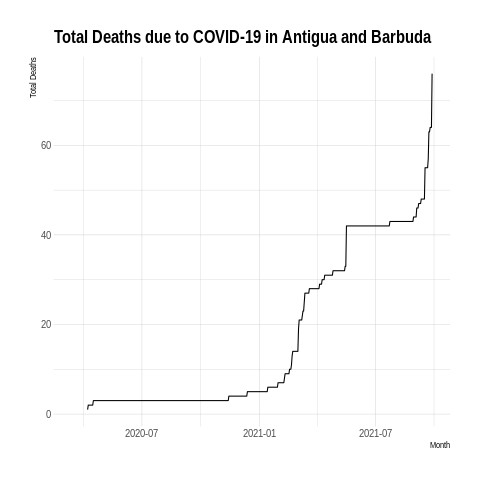 Total Deaths due to COVID-19 in Antigua and Barbuda
Total Deaths
60
40
20
0
2020-07
2021-01
2021-07
Month